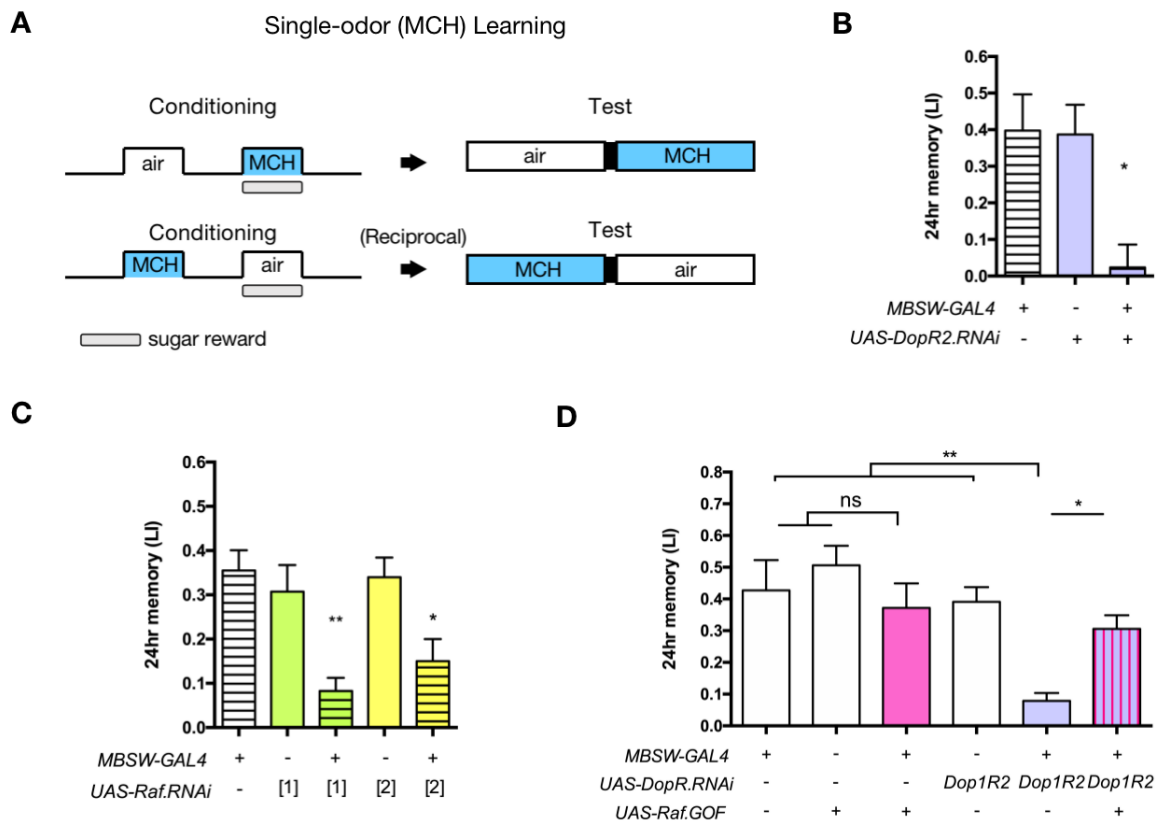 A
Single-odor (MCH) Learning
Conditioning
Test
air
MCH
air
MCH
Conditioning
(Reciprocal)
Test
MCH
air
MCH
air
sugar reward
B
24hr memory (LI)
0.6
0.5
0.4
0.3
0.2
0.1
0.0
*
MBSW-GAL4 + - +
UAS-DopR2.RNAi - + +
C
24hr memory (LI)
0.6
0.4
0.3
0.2
0.1
0.0
**
*
MBSW-GAL4 + - + - +
UAS-Raf.RNAi - [1] [1] [2] [2]
D
24hr memory (LI)
0.8
0.7
0.6
0.5
0.4
0.3
0.2
0.1
0.0
**
ns
*
MBSW-GAL4 + - + - + +
UAS-DopR.RNAi - - - Dop1R2 Dop1R2 Dop1R2
UAS-Raf.GOF - + + - - +